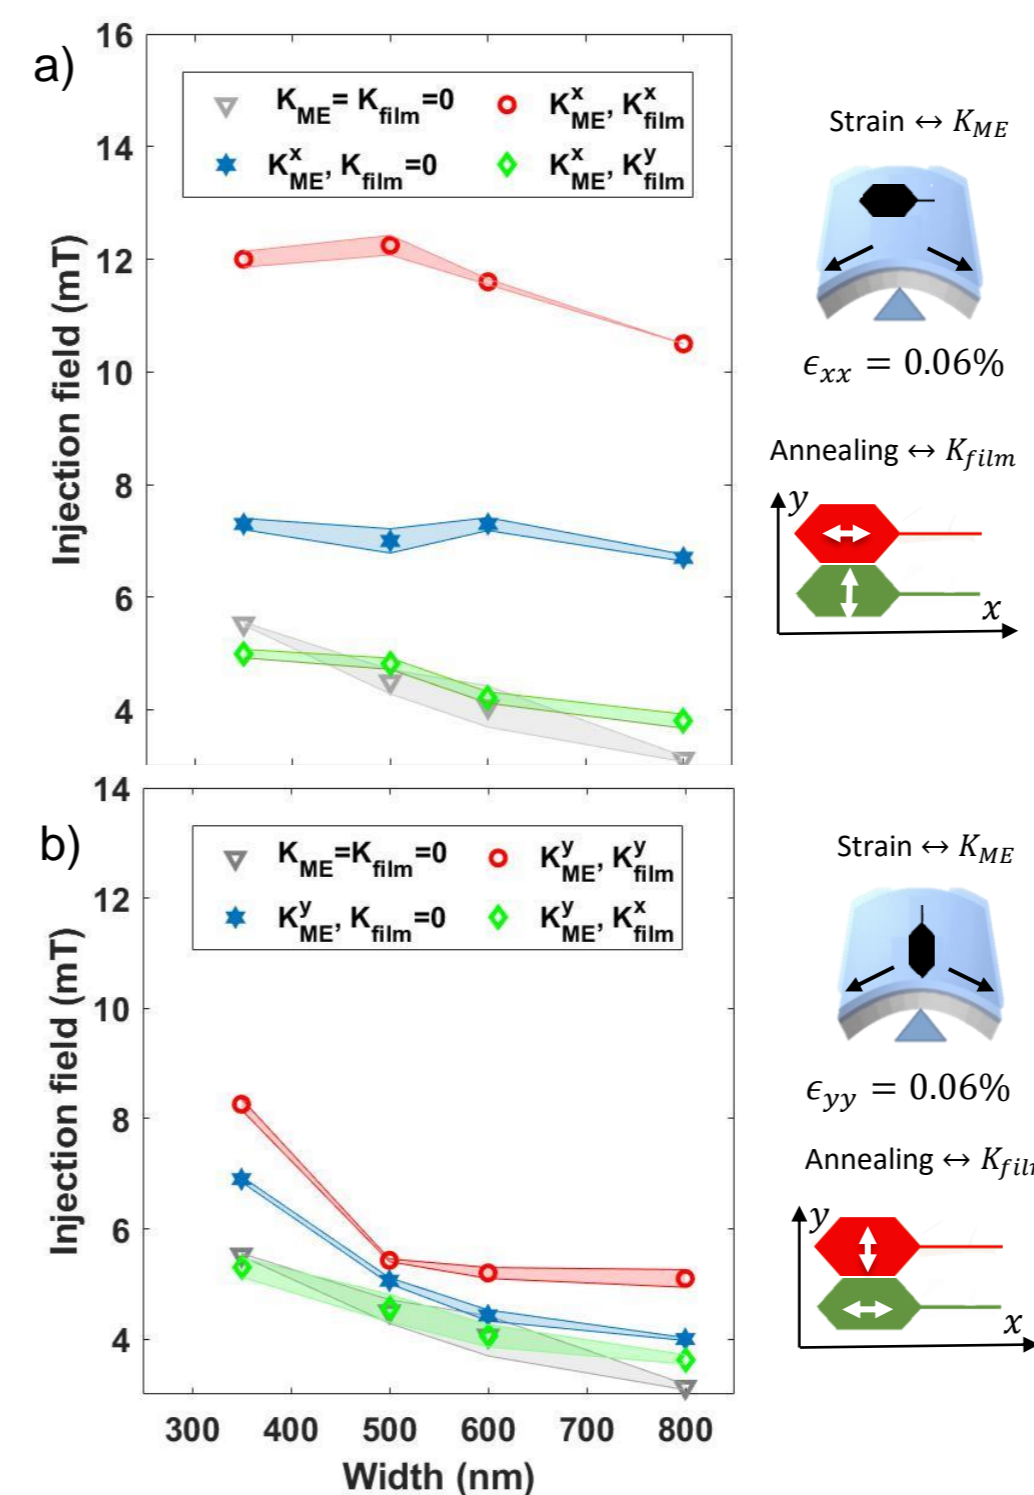 a)
16
14
12
10
8
6
4
Injection field (mT)
K_ME= K_film=0
K^x_ME, K_film=0
K^x_ME, K^x_film
K^x_ME, K^y_film
Strain ↔ K_ME
ϵ_xx = 0.06%
Annealing ↔ K_film
y
x
b)
14
12
10
8
6
4
Injection field (mT)
K_ME=K_film=0
K^y_ME, K_film=0
K^y_ME, K^y_film
K^y_ME, K^x_film
300 400 500 600 700 800
Width (nm)
Strain ↔ K_ME
ϵ_yy = 0.06%
Annealing ↔ K_film
y
x